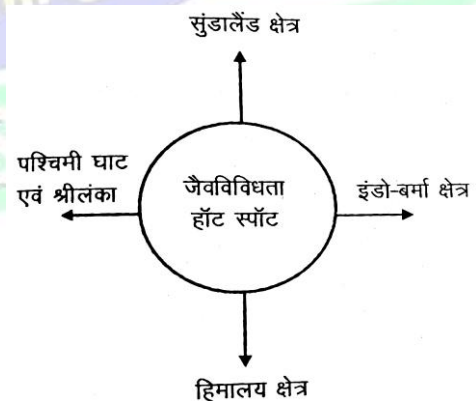 सुंडालैंड क्षेत्र
पश्चिमी घाट
एवं श्रीलंका
जैवविविधता
हॉट स्पॉट
इंडो-बर्मा क्षेत्र
हिमालय क्षेत्र